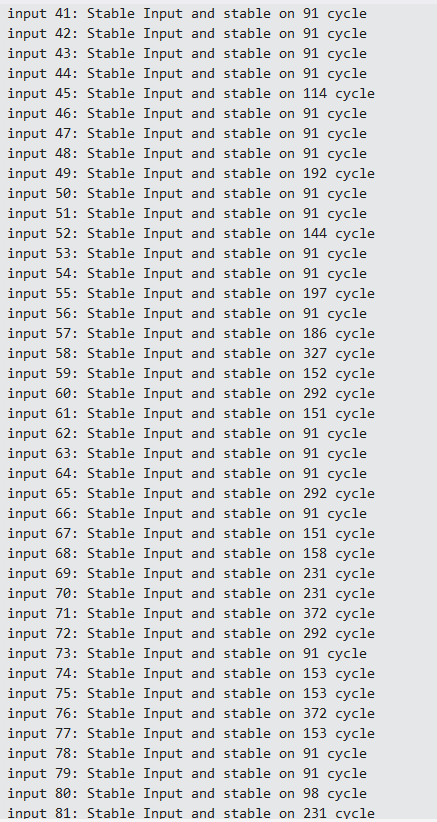 input 41: Stable Input and stable on 91 cycle
input 42: Stable Input and stable on 91 cycle
input 43: Stable Input and stable on 91 cycle
input 44: Stable Input and stable on 91 cycle
input 45: Stable Input and stable on 114 cycle
input 46: Stable Input and stable on 91 cycle
input 47: Stable Input and stable on 91 cycle
input 48: Stable Input and stable on 91 cycle
input 49: Stable Input and stable on 192 cycle
input 50: Stable Input and stable on 91 cycle
input 51: Stable Input and stable on 91 cycle
input 52: Stable Input and stable on 144 cycle
input 53: Stable Input and stable on 91 cycle
input 54: Stable Input and stable on 91 cycle
input 55: Stable Input and stable on 197 cycle
input 56: Stable Input and stable on 91 cycle
input 57: Stable Input and stable on 186 cycle
input 58: Stable Input and stable on 327 cycle
input 59: Stable Input and stable on 152 cycle
input 60: Stable Input and stable on 292 cycle
input 61: Stable Input and stable on 151 cycle
input 62: Stable Input and stable on 91 cycle
input 63: Stable Input and stable on 91 cycle
input 64: Stable Input and stable on 91 cycle
input 65: Stable Input and stable on 292 cycle
input 66: Stable Input and stable on 91 cycle
input 67: Stable Input and stable on 151 cycle
input 68: Stable Input and stable on 158 cycle
input 69: Stable Input and stable on 231 cycle
input 70: Stable Input and stable on 231 cycle
input 71: Stable Input and stable on 372 cycle
input 72: Stable Input and stable on 292 cycle
input 73: Stable Input and stable on 91 cycle
input 74: Stable Input and stable on 153 cycle
input 75: Stable Input and stable on 153 cycle
input 76: Stable Input and stable on 372 cycle
input 77: Stable Input and stable on 153 cycle
input 78: Stable Input and stable on 91 cycle
input 79: Stable Input and stable on 91 cycle
input 80: Stable Input and stable on 98 cycle
input 81: Stable Input and stable on 231 cycle